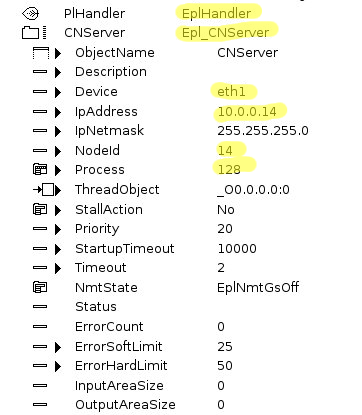 PlHandler EplHandler
CNServer Epl_CNServer
ObjectName CNServer
Description
Device eth1
IpAddress 10.0.0.14
IpNetmask 255.255.255.0
NodeId 14
Process 128
ThreadObject _O0.0.0.0:0
StallAction No
Priority 20
StartupTimeout 10000
Timeout 2
NmtState EplNmtGsOff
Status
ErrorCount 0
ErrorSoftLimit 25
ErrorHardLimit 50
InputAreaSize 0
OutputAreaSize 0